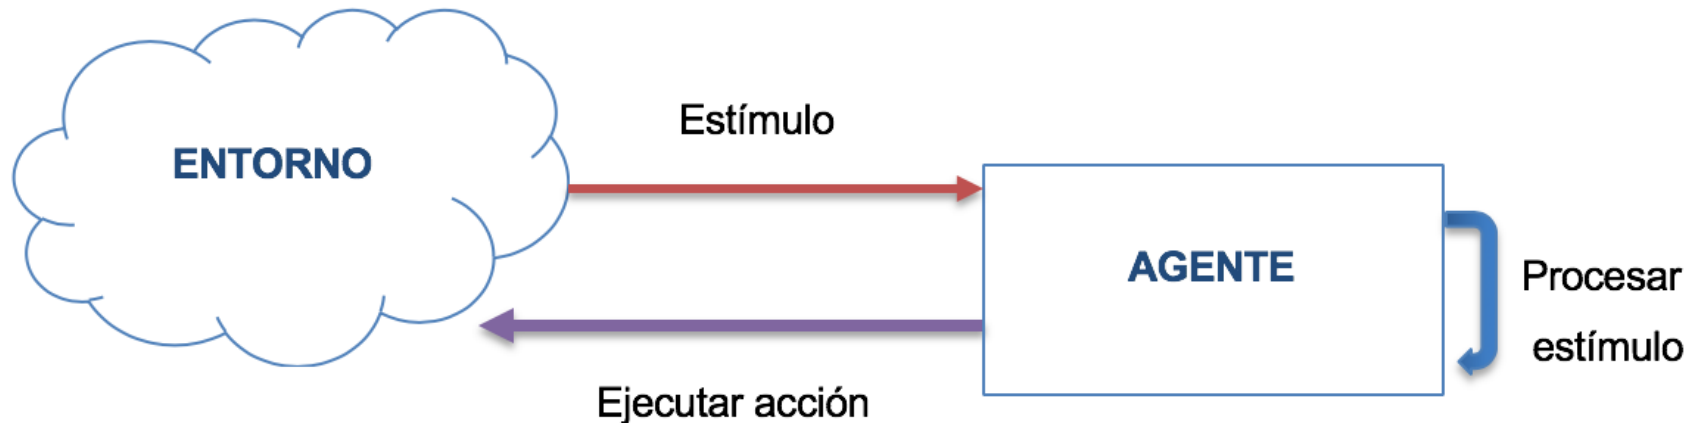 Estímulo
ENTORNO
AGENTE
Procesar
estímulo
Ejecutar acción